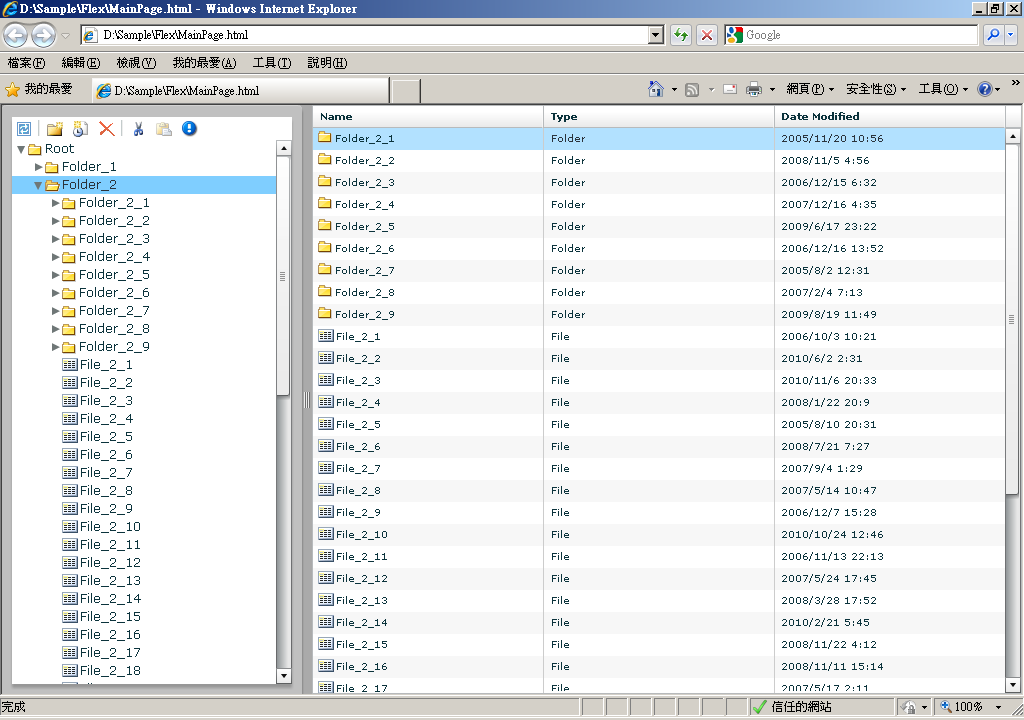 D:\Sample\Flex\MainPage.html - Windows Internet Explorer
D:\Sample\Flex\MainPage.html Google
檔案(F) 編輯(E) 檢視(V) 我的最愛(A) 工具(T) 說明(H)
我的最愛 D:\Sample\Flex\MainPage.html 網頁(P) 安全性(S) 工具(O)
Root
Folder_1
Folder_2
Folder_2_1
Folder_2_2
Folder_2_3
Folder_2_4
Folder_2_5
Folder_2_6
Folder_2_7
Folder_2_8
Folder_2_9
File_2_1
File_2_2
File_2_3
File_2_4
File_2_5
File_2_6
File_2_7
File_2_8
File_2_9
File_2_10
File_2_11
File_2_12
File_2_13
File_2_14
File_2_15
File_2_16
File_2_17
File_2_18
Name Type Date Modified
Folder_2_1 Folder 2005/11/20 10:56
Folder_2_2 Folder 2008/11/5 4:56
Folder_2_3 Folder 2006/12/15 6:32
Folder_2_4 Folder 2007/12/16 4:35
Folder_2_5 Folder 2009/6/17 23:22
Folder_2_6 Folder 2006/12/16 13:52
Folder_2_7 Folder 2005/8/2 12:31
Folder_2_8 Folder 2007/2/4 7:13
Folder_2_9 Folder 2009/8/19 11:49
File_2_1 File 2006/10/3 10:21
File_2_2 File 2010/6/2 2:31
File_2_3 File 2010/11/6 20:33
File_2_4 File 2008/1/22 20:9
File_2_5 File 2005/8/10 20:31
File_2_6 File 2008/7/21 7:27
File_2_7 File 2007/9/4 1:29
File_2_8 File 2007/5/14 10:47
File_2_9 File 2006/12/7 15:28
File_2_10 File 2010/10/24 12:46
File_2_11 File 2006/11/13 22:13
File_2_12 File 2007/5/24 17:45
File_2_13 File 2008/3/28 17:52
File_2_14 File 2010/2/21 5:45
File_2_15 File 2008/11/22 4:12
File_2_16 File 2008/11/11 15:14
File_2_17 File 2007/5/17 2:11
完成 信任的網站 100%